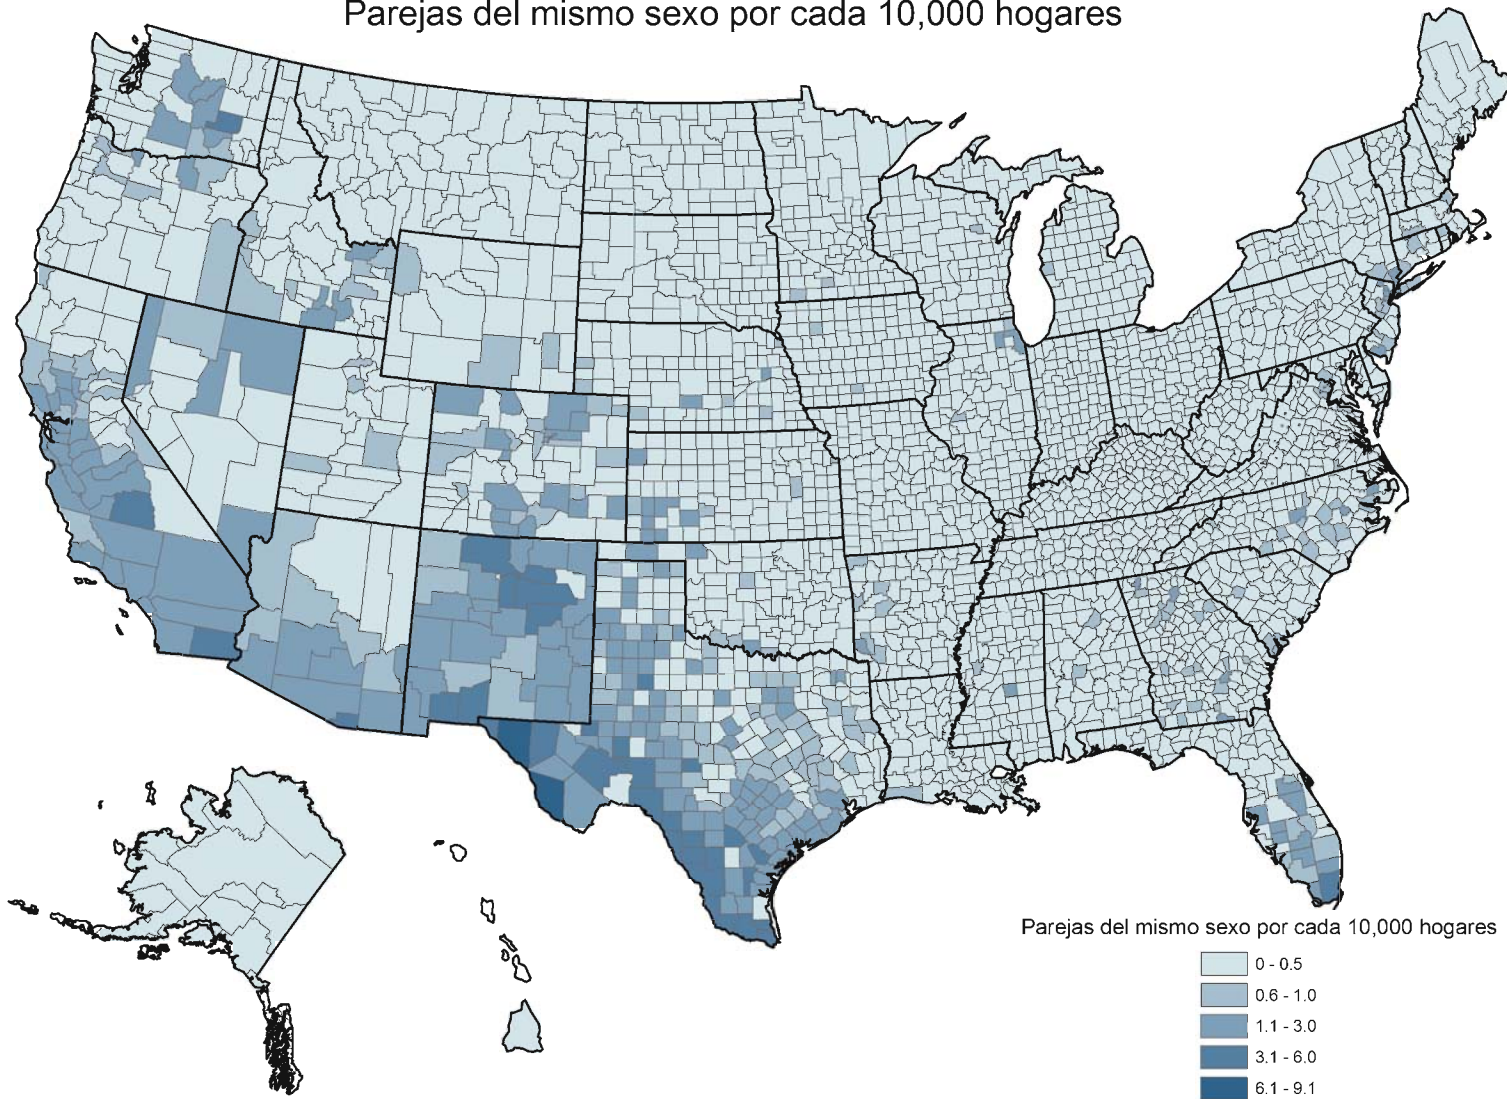 Parejas del mismo sexo por cada 10,000 hogares
Parejas del mismo sexo por cada 10,000 hogares
0 - 0.5
0.6 - 1.0
1.1 - 3.0
3.1 - 6.0
6.1 - 9.1